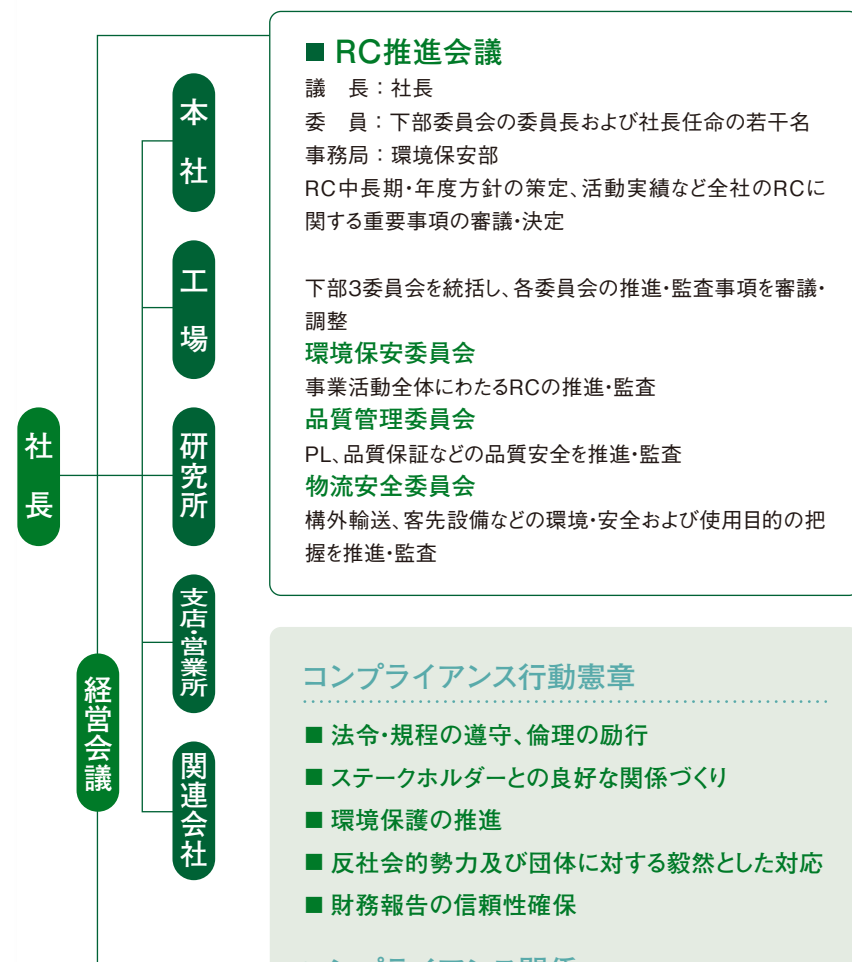 社長
経営会議
本社
工場
研究所
支店・営業所
関連会社
■ RC推進会議
議　長：社長
委　員：下部委員会の委員長および社長任命の若干名
事務局：環境保安部
RC中長期・年度方針の策定、活動実績など全社のRCに
関する重要事項の審議・決定
下部3委員会を統括し、各委員会の推進・監査事項を審議・
調整
環境保安委員会
事業活動全体にわたるRCの推進・監査
品質管理委員会
PL、品質保証などの品質安全を推進・監査
物流安全委員会
構外輸送、客先設備などの環境・安全および使用目的の把
握を推進・監査
コンプライアンス行動憲章
■ 法令・規程の遵守、倫理の励行
■ ステークホルダーとの良好な関係づくり
■ 環境保護の推進
■ 反社会的勢力及び団体に対する毅然とした対応
■ 財務報告の信頼性確保